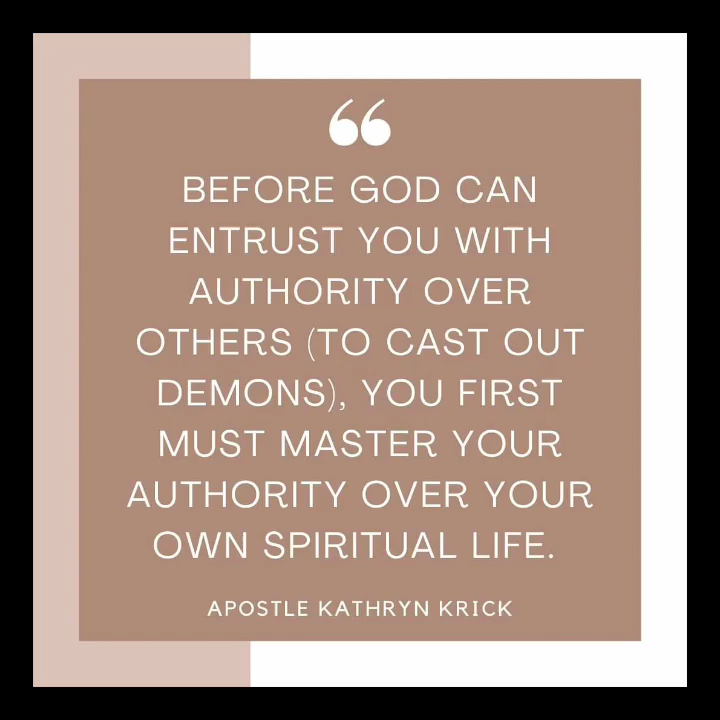 “
BEFORE GOD CAN
ENTRUST YOU WITH
AUTHORITY OVER
OTHERS (TO CAST OUT
DEMONS), YOU FIRST
MUST MASTER YOUR
AUTHORITY OVER YOUR
OWN SPIRITUAL LIFE.
APOSTLE KATHRYN KRICK